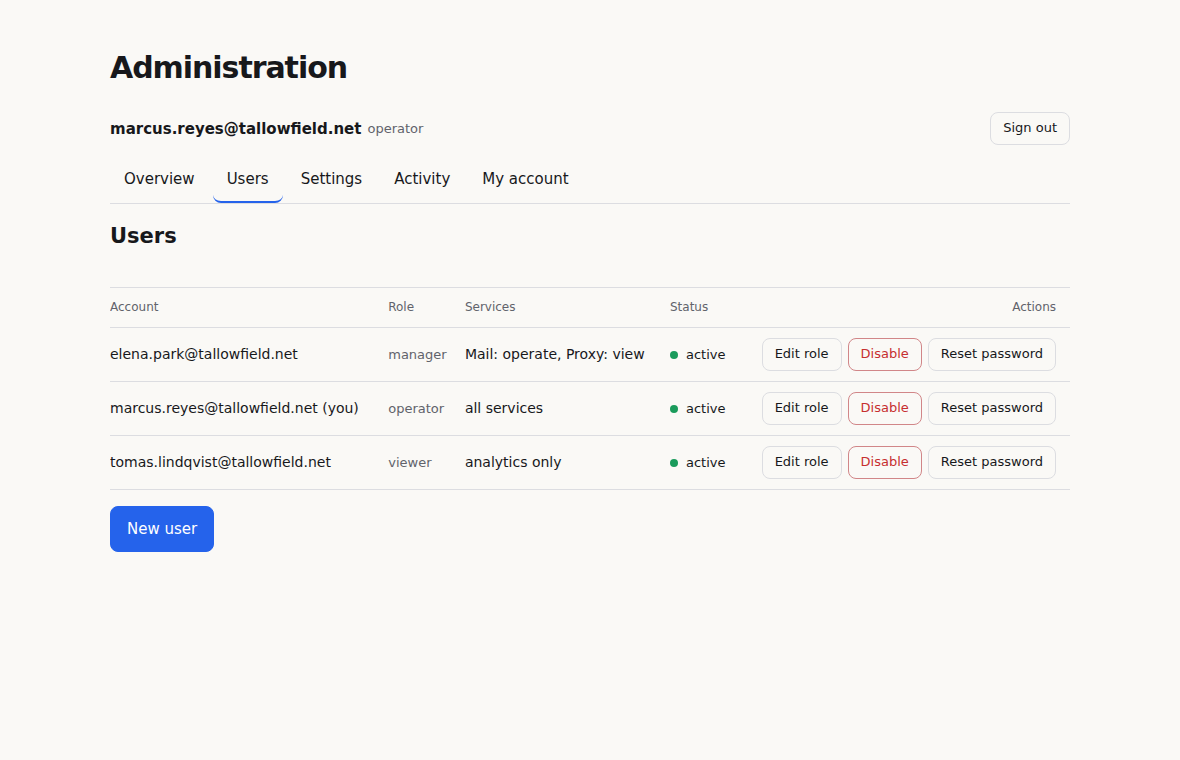 Administration
marcus.reyes@tallowfield.net operator Sign out
Overview Users Settings Activity My account
Users
Account Role Services Status Actions
elena.park@tallowfield.net manager Mail: operate, Proxy: view active Edit role Disable Reset password
marcus.reyes@tallowfield.net (you) operator all services active Edit role Disable Reset password
tomas.lindqvist@tallowfield.net viewer analytics only active Edit role Disable Reset password
New user